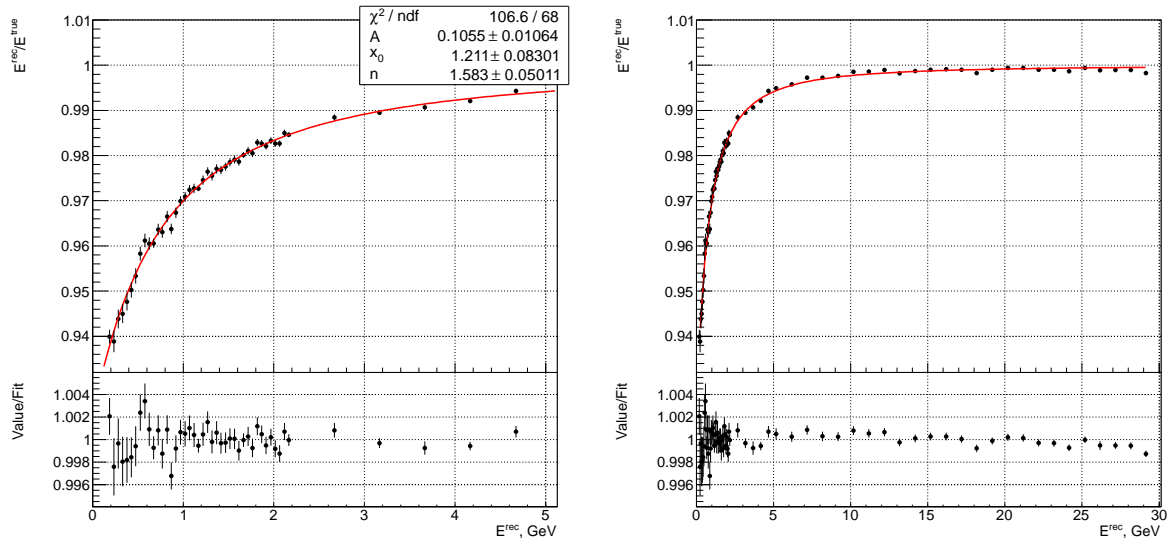 χ² / ndf 106.6 / 68
A 0.1055 ± 0.01064
x₀ 1.211 ± 0.08301
n 1.583 ± 0.05011
E^rec/E^true
1.01
1
0.99
0.98
0.97
0.96
0.95
0.94
Value/Fit
1.004
1.002
1
0.998
0.996
0 1 2 3 4 5
E^rec, GeV
E^rec/E^true
1.01
1
0.99
0.98
0.97
0.96
0.95
0.94
Value/Fit
1.004
1.002
1
0.998
0.996
0 5 10 15 20 25 30
E^rec, GeV